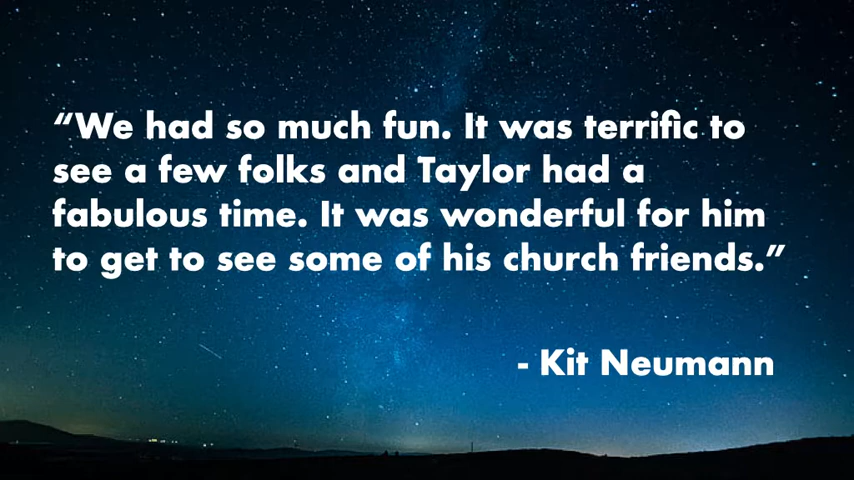 “We had so much fun. It was terrific to
see a few folks and Taylor had a
fabulous time. It was wonderful for him
to get to see some of his church friends.”
- Kit Neumann